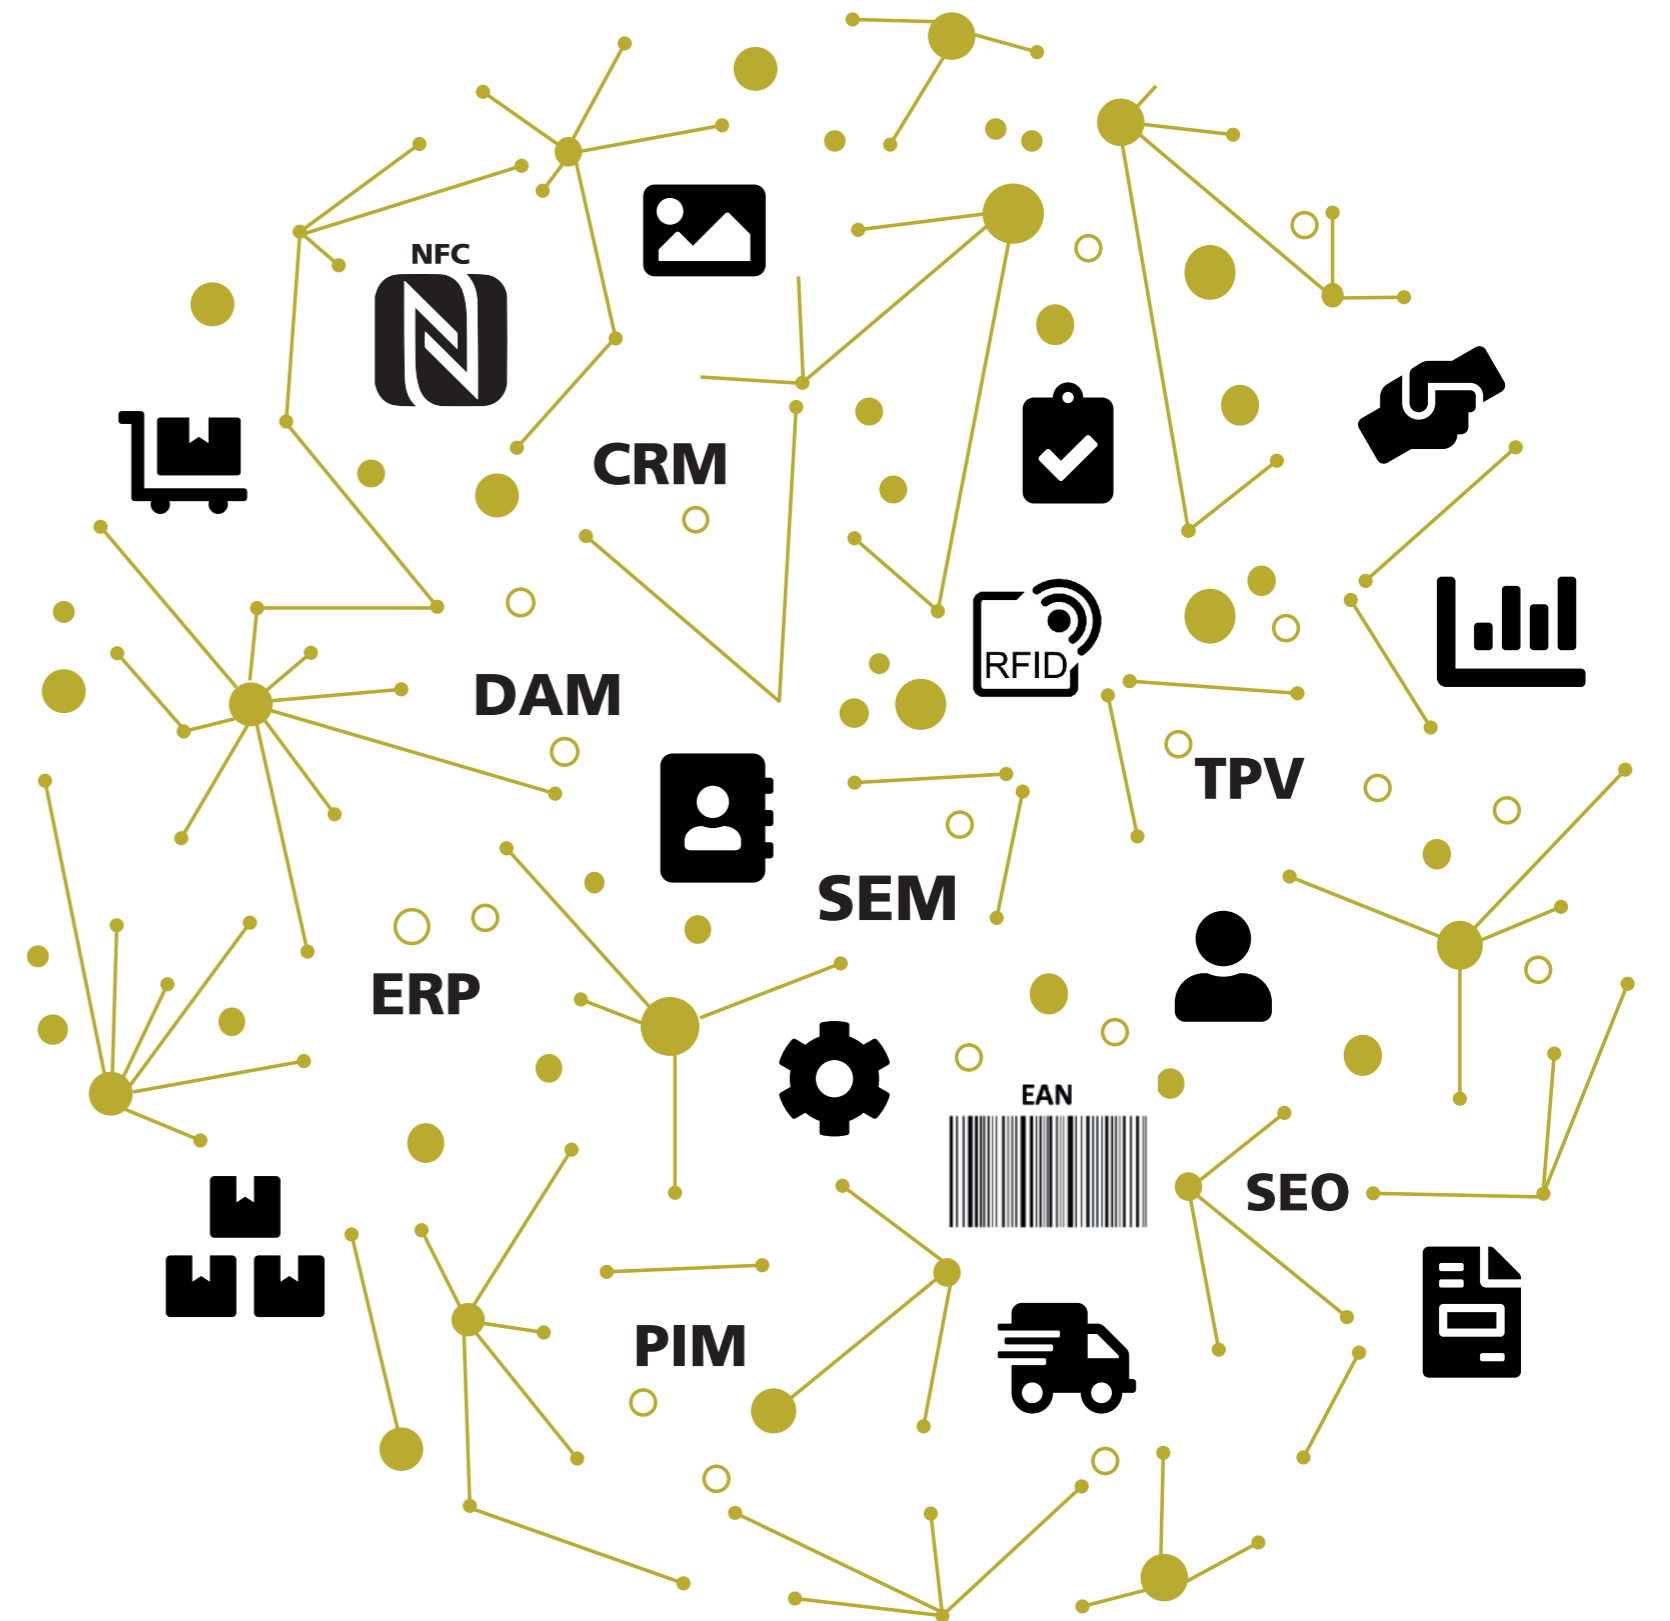 NFC
CRM
RFID
DAM
TPV
SEM
ERP
EAN
SEO
PIM